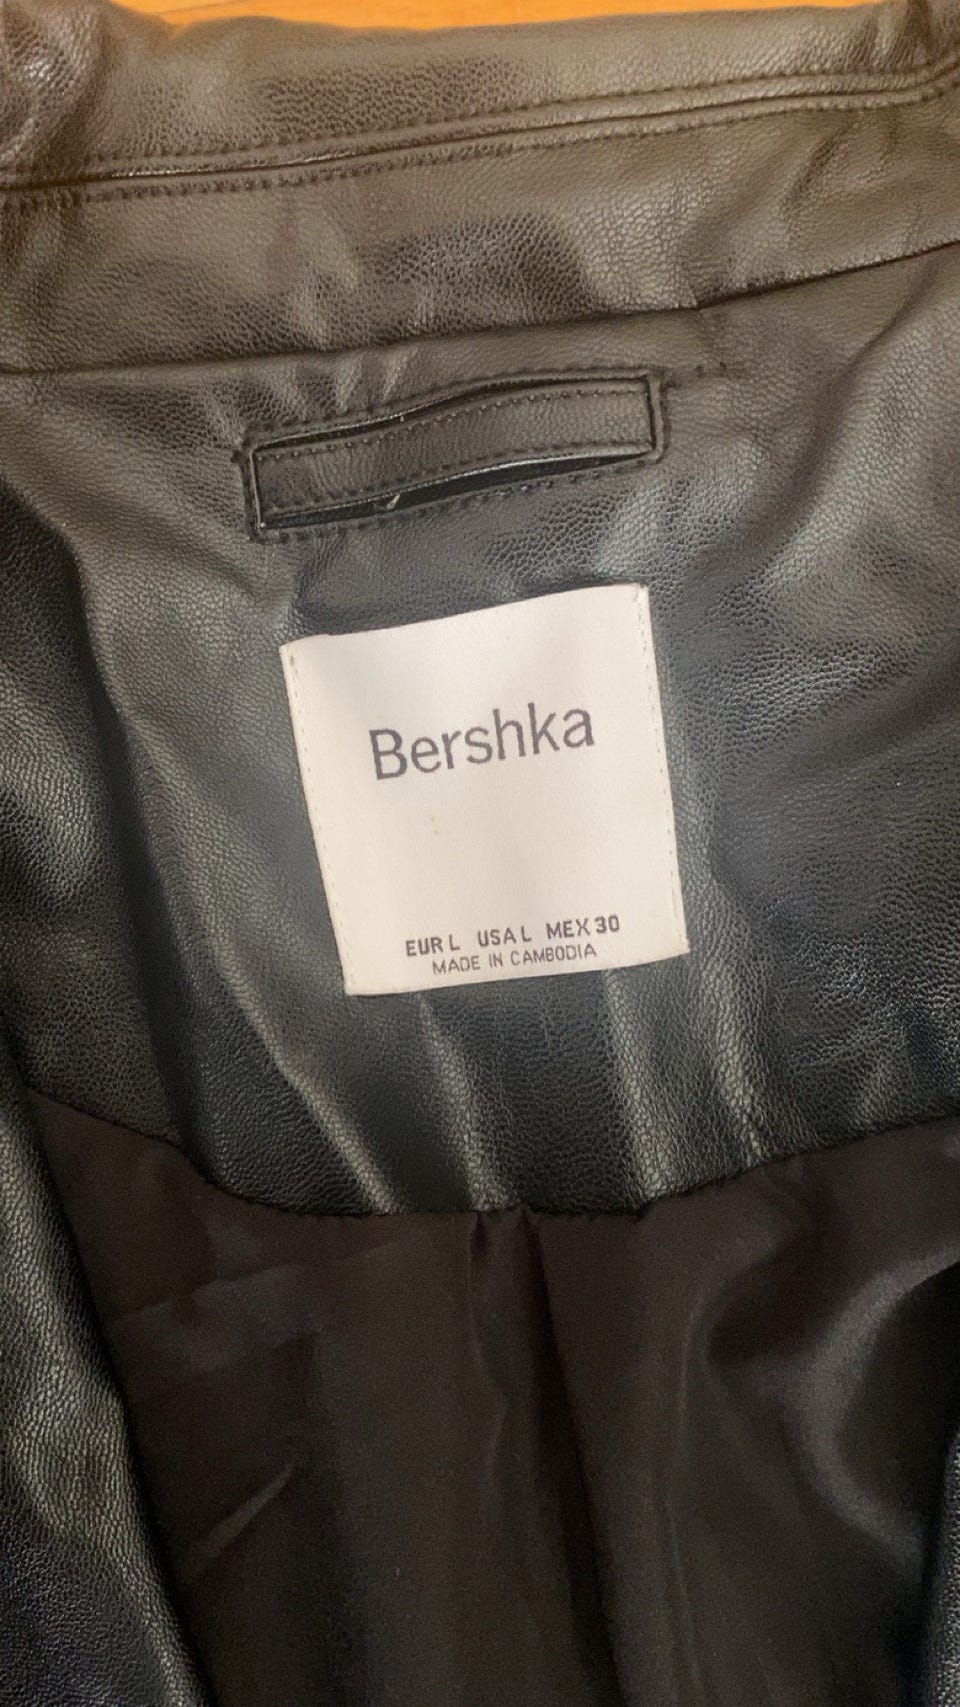 Bershka
EUR L USA L MEX 30
MADE IN CAMBODIA